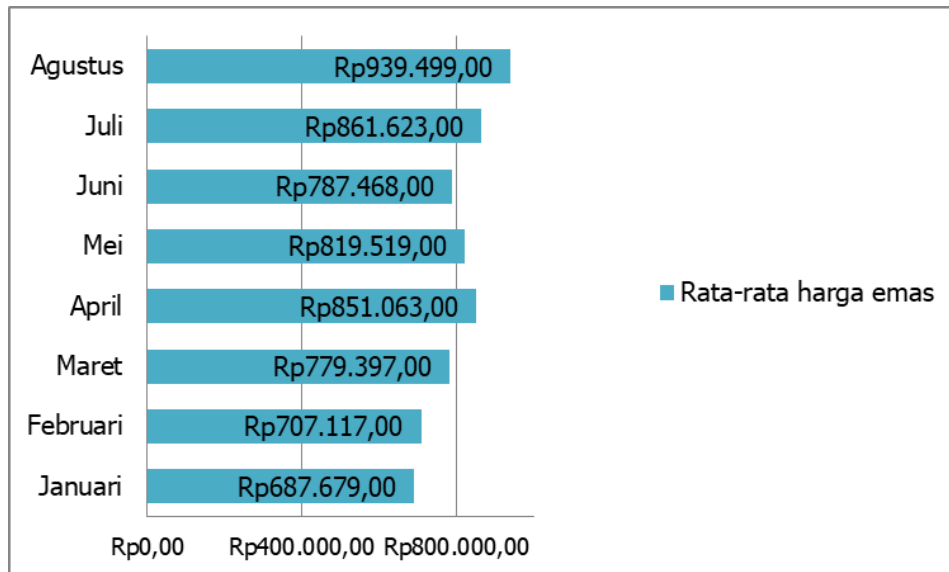 Agustus Rp939.499,00
Juli Rp861.623,00
Juni Rp787.468,00
Mei Rp819.519,00
April Rp851.063,00
Maret Rp779.397,00
Februari Rp707.117,00
Januari Rp687.679,00
Rp0,00 Rp400.000,00 Rp800.000,00
Rata-rata harga emas